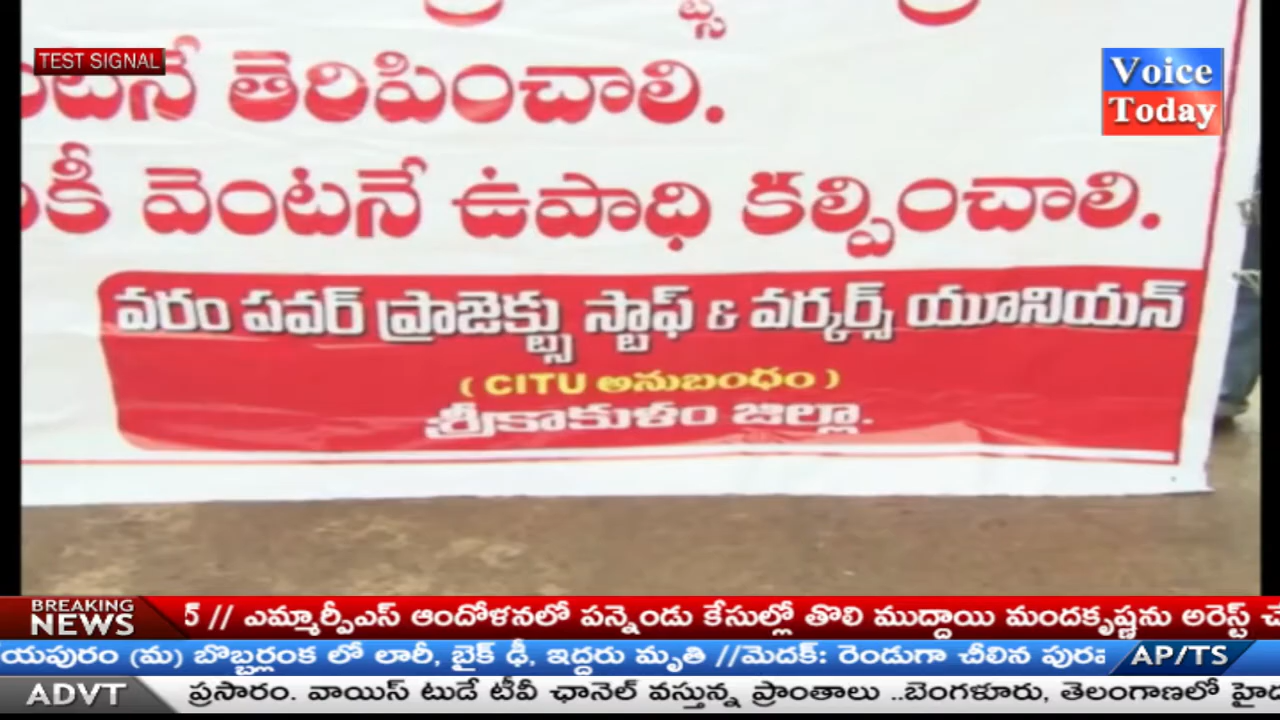 TEST SIGNAL
Voice
Today
తెరిపించాలి.
వెంటనే ఉపాధి కల్పించాలి.
వరం పవర్ ప్రాజెక్ట్సు స్టాఫ్ & వర్కర్స్ యూనియన్
( CITU అనుబంధం )
శ్రీకాకుళం జిల్లా.
BREAKING
NEWS
// ఎమ్మార్పీఎస్ ఆందోళనలో పన్నెండు కేసుల్లో తొలి ముద్దాయి మందకృష్ణను అరెస్ట్
(మ) బొబ్బర్లంక లో లారీ, బైక్ ఢీ, ఇద్దరు మృతి //మెదక్: రెండుగా చీలిన
AP/TS
ADVT
ప్రసారం. వాయిస్ టుడే టీవీ ఛానెల్ వస్తున్న ప్రాంతాలు ..బెంగళూరు, తెలంగాణలో